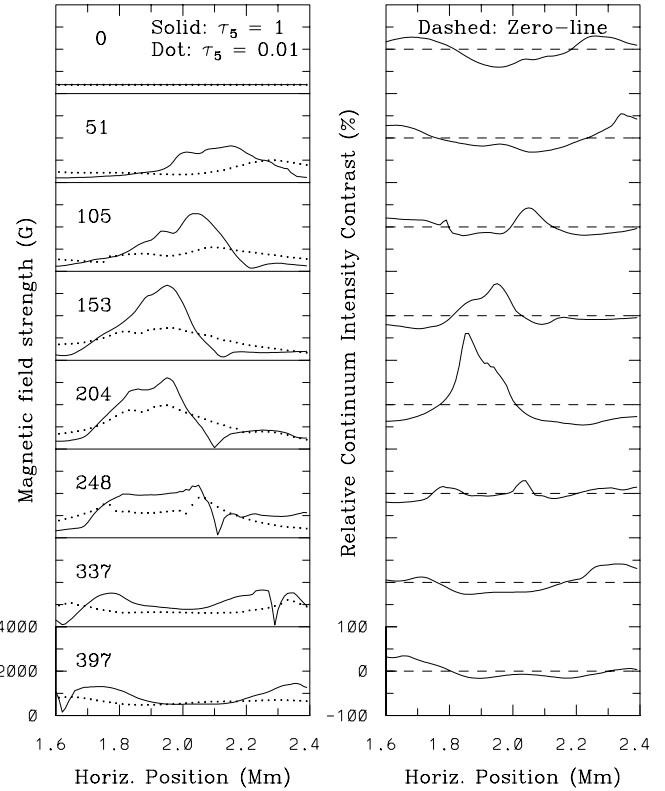 0
Solid: τ5 = 1
Dot: τ5 = 0.01
Dashed: Zero-line
51
105
153
204
248
337
397
Magnetic field strength (G)
Relative Continuum Intensity Contrast (%)
4000
2000
0
100
0
-100
1.6 1.8 2.0 2.2 2.4
1.6 1.8 2.0 2.2 2.4
Horiz. Position (Mm)
Horiz. Position (Mm)